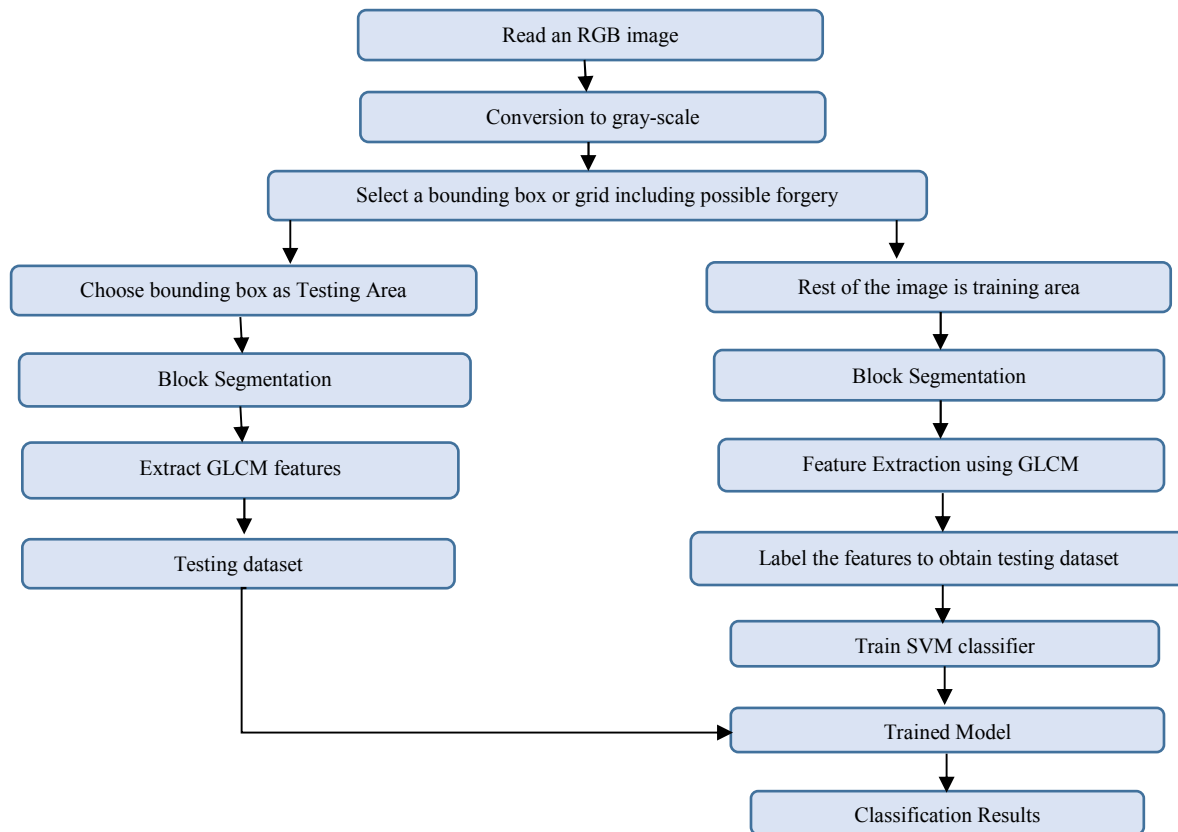 Read an RGB image
Conversion to gray-scale
Select a bounding box or grid including possible forgery
Choose bounding box as Testing Area
Rest of the image is training area
Block Segmentation
Block Segmentation
Extract GLCM features
Feature Extraction using GLCM
Testing dataset
Label the features to obtain testing dataset
Train SVM classifier
Trained Model
Classification Results